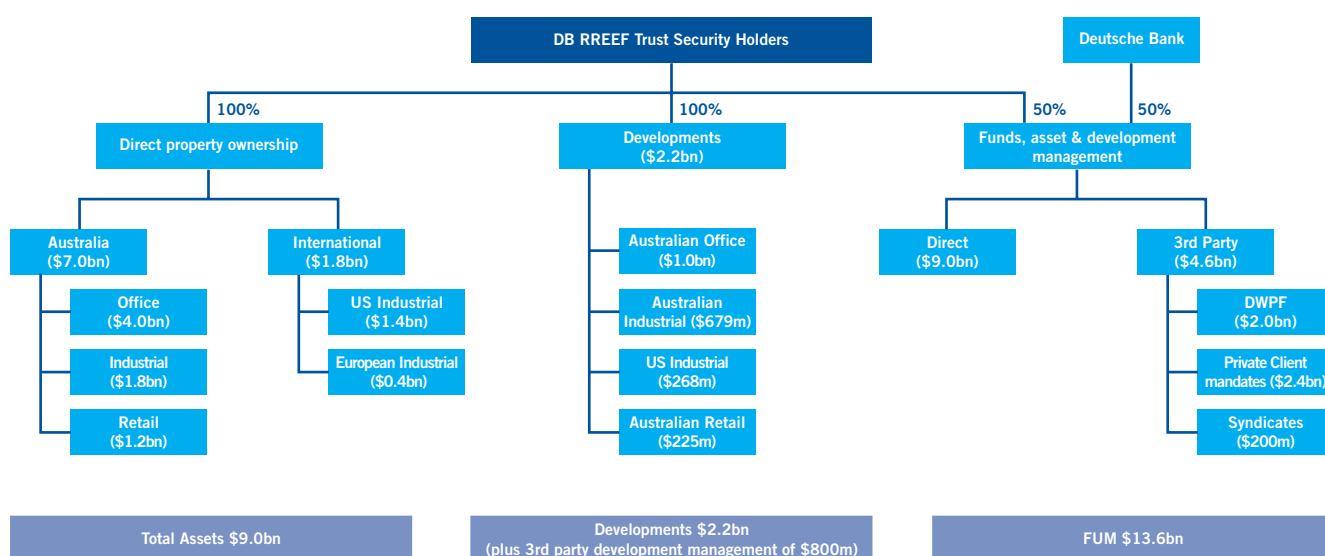 DB RREEF Trust Security Holders
Deutsche Bank
100%
100%
50%
50%
Direct property ownership
Developments
($2.2bn)
Funds, asset & development
management
Australia
($7.0bn)
International
($1.8bn)
Office
($4.0bn)
Industrial
($1.8bn)
Retail
($1.2bn)
US Industrial
($1.4bn)
European Industrial
($0.4bn)
Australian Office
($1.0bn)
Australian
Industrial ($679m)
US Industrial
($268m)
Australian Retail
($225m)
Direct
($9.0bn)
3rd Party
($4.6bn)
DWPF
($2.0bn)
Private Client
mandates ($2.4bn)
Syndicates
($200m)
Total Assets $9.0bn
Developments $2.2bn
(plus 3rd party development management of $800m)
FUM $13.6bn